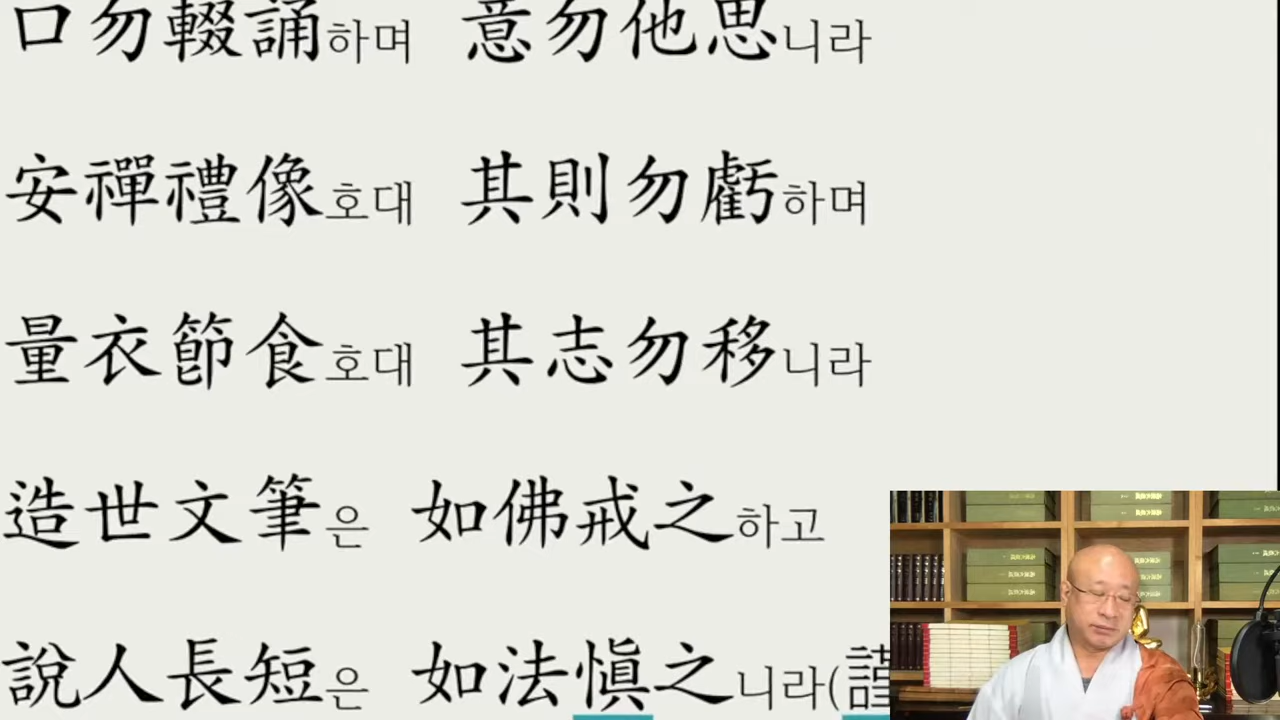 口勿輟誦하며 意勿他思니라
安禪禮像호대 其則勿虧하며
量衣節食호대 其志勿移니라
造世文筆은 如佛戒之하고
說人長短은 如法愼之니라(謹